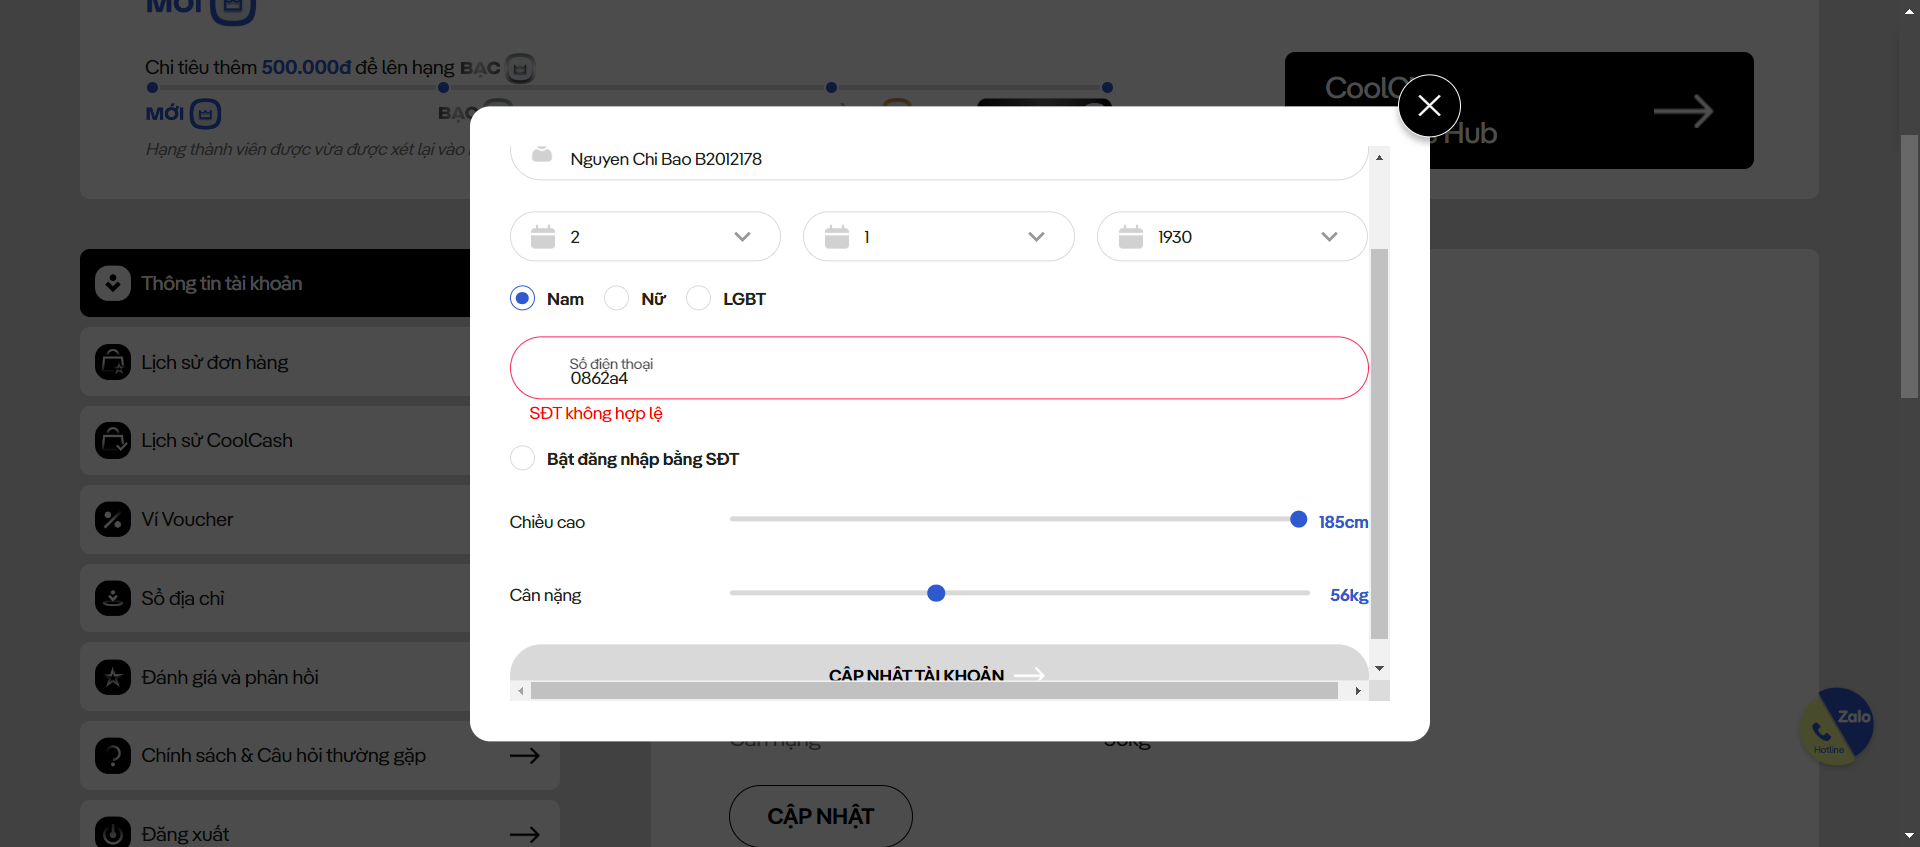 MỚI
Chi tiêu thêm 500.000đ để lên hạng BẠC
MỚI
BẠC
Hạng thành viên được vừa được xét lại vào
Hub
Nguyen Chi Bao B2012178
2
1
1930
Nam
Nữ
LGBT
Số điện thoại
0862a4
SĐT không hợp lệ
Bật đăng nhập bằng SĐT
Chiều cao
185cm
Cân nặng
56kg
CẬP NHẬT TÀI KHOẢN
Thông tin tài khoản
Lịch sử đơn hàng
Lịch sử CoolCash
Ví Voucher
Sổ địa chỉ
Đánh giá và phản hồi
Chính sách & Câu hỏi thường gặp
Đăng xuất
Cân nặng
56kg
CẬP NHẬT
Zalo
Hotline